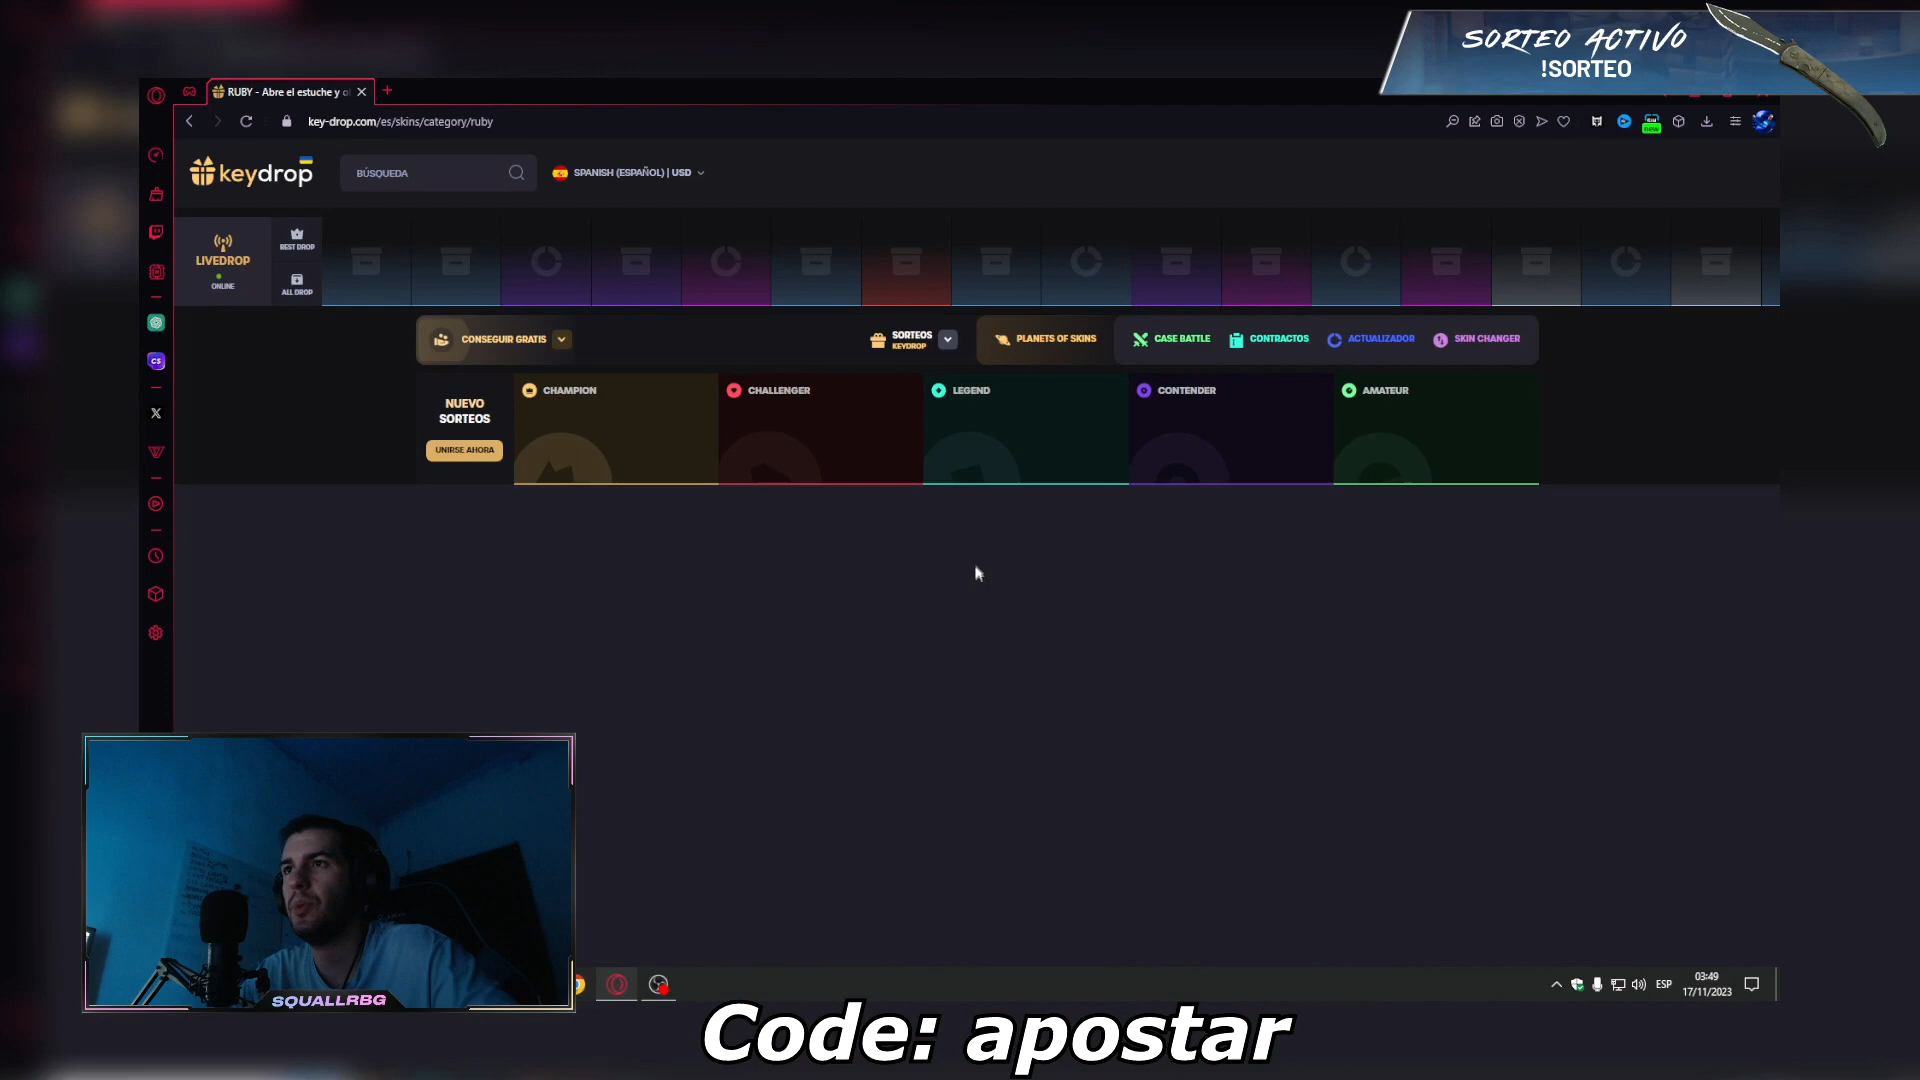 SORTEO ACTIVO
!SORTEO
RUBY - Abre el estuche y o
key-drop.com/es/skins/category/ruby
keydrop
BÚSQUEDA
SPANISH (ESPAÑOL) | USD
LIVEDROP
ONLINE
BEST DROP
ALL DROP
CONSEGUIR GRATIS
SORTEOS
KEYDROP
PLANETS OF SKINS
CASE BATTLE
CONTRACTOS
ACTUALIZADOR
SKIN CHANGER
NUEVO
SORTEOS
UNIRSE AHORA
CHAMPION
CHALLENGER
LEGEND
CONTENDER
AMATEUR
CS
new
SQUALLRBG
ESP
03:49
17/11/2023
Code: apostar